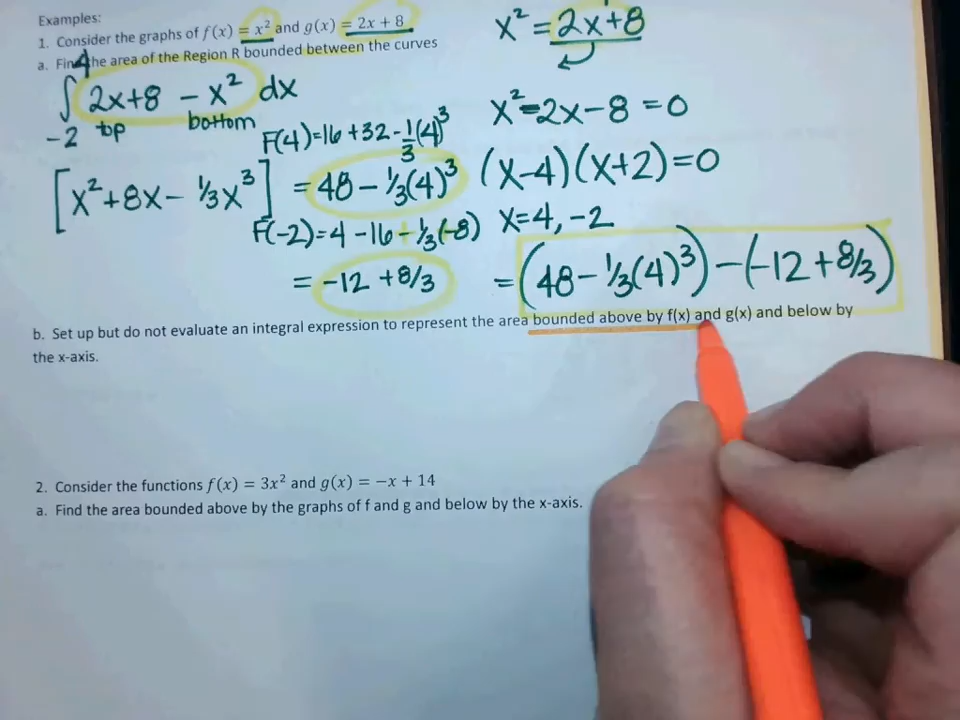 Examples:
1. Consider the graphs of f(x) = x² and g(x) = 2x + 8
a. Find the area of the Region R bounded between the curves
x² = 2x+8
4
∫ 2x+8 - x² dx
-2 top bottom
x²-2x-8 =0
F(4)=16+32-⅓(4)³
[x²+8x- ⅓x³] = 48-⅓(4)³
(x-4)(x+2)=0
F(-2)=4-16-⅓(-8)
x=4, -2
= -12 +8/3
= (48-⅓(4)³)-(-12+8/3)
b. Set up but do not evaluate an integral expression to represent the area bounded above by f(x) and g(x) and below by
the x-axis.
2. Consider the functions f(x) = 3x² and g(x) = −x + 14
a. Find the area bounded above by the graphs of f and g and below by the x-axis.